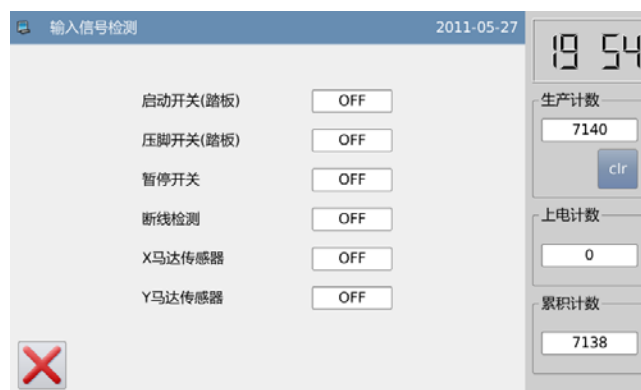 输入信号检测 2011-05-27
19 54
启动开关(踏板) OFF
压脚开关(踏板) OFF
暂停开关 OFF
断线检测 OFF
X马达传感器 OFF
Y马达传感器 OFF
生产计数
7140
clr
上电计数
0
累积计数
7138